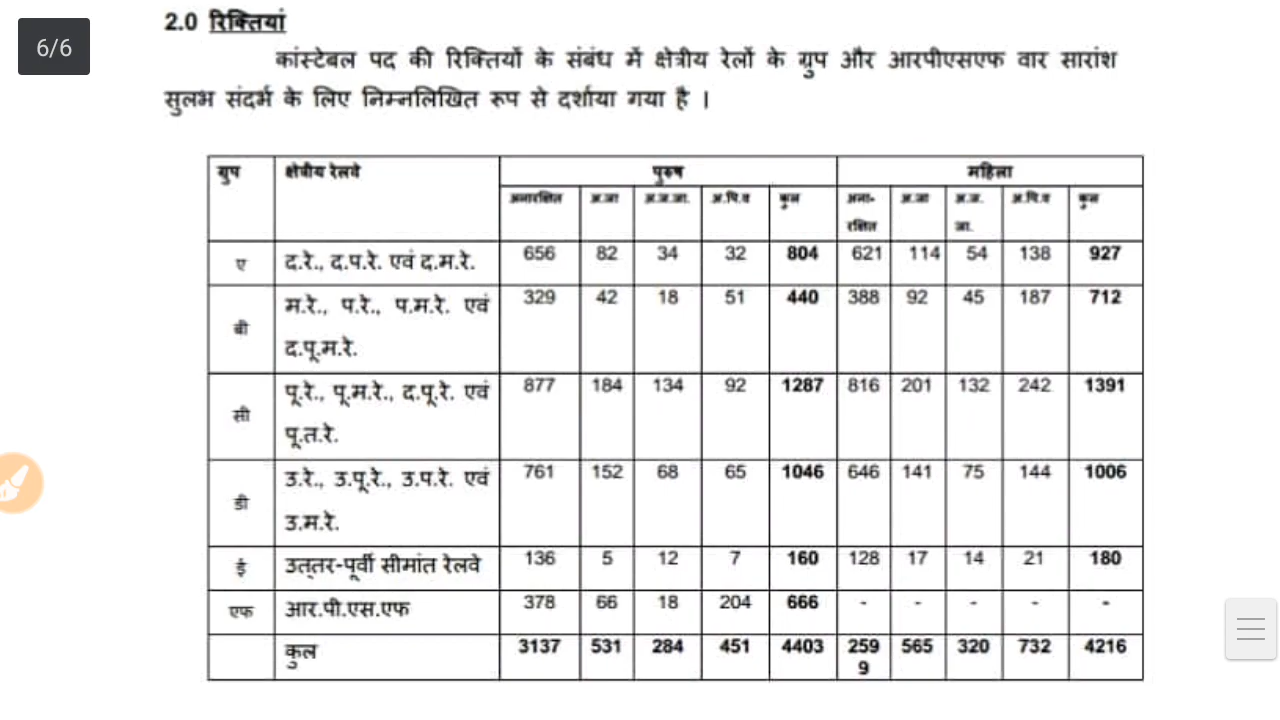 6/6
2.0 रिक्तियां
कांस्टेबल पद की रिक्तियों के संबंध में क्षेत्रीय रेलों के ग्रुप और आरपीएसएफ वार सारांश
सुलभ संदर्भ के लिए निम्नलिखित रूप से दर्शाया गया है ।
ग्रुप क्षेत्रीय रेलवे पुरुष महिला
अनारक्षित अ.जा अ.ज.जा. अ.पि.व कुल अना- अ.जा अ.ज. अ.पि.व कुल
रक्षित जा.
ए द.रे., द.प.रे. एवं द.म.रे. 656 82 34 32 804 621 114 54 138 927
बी म.रे., प.रे., प.म.रे. एवं 329 42 18 51 440 388 92 45 187 712
द.पू.म.रे.
सी पू.रे., पू.म.रे., द.पू.रे. एवं 877 184 134 92 1287 816 201 132 242 1391
पू.त.रे.
डी उ.रे., उ.पू.रे., उ.प.रे. एवं 761 152 68 65 1046 646 141 75 144 1006
उ.म.रे.
ई उत्तर-पूर्वी सीमांत रेलवे 136 5 12 7 160 128 17 14 21 180
एफ आर.पी.एस.एफ 378 66 18 204 666 - - - - -
कुल 3137 531 284 451 4403 259 565 320 732 4216
9